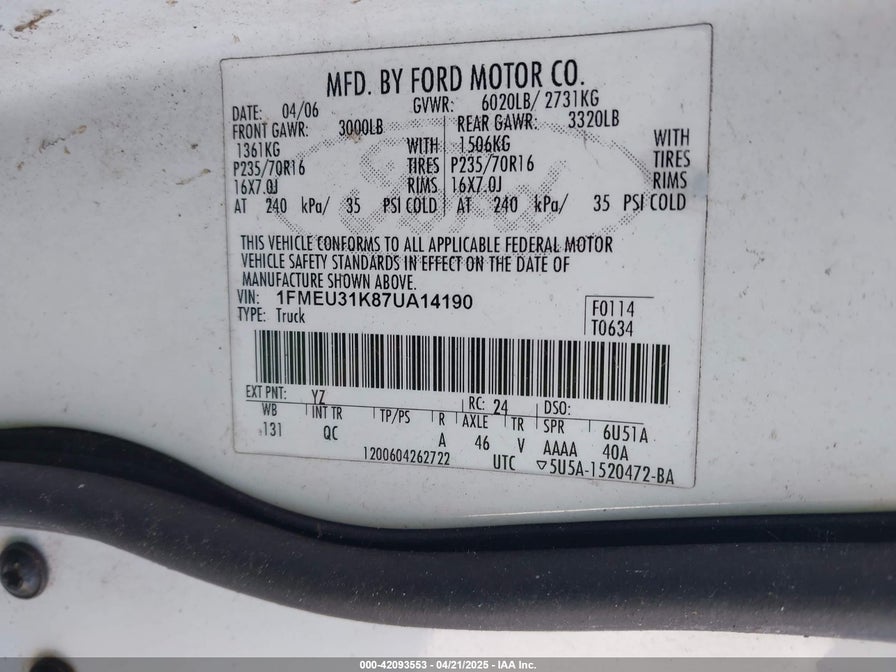 MFD. BY FORD MOTOR CO.
DATE: 04/06 GVWR: 6020LB/ 2731KG
FRONT GAWR: 3000LB REAR GAWR: 3320LB
1361KG WITH 1506KG WITH
P235/70R16 TIRES P235/70R16 TIRES
16X7.0J RIMS 16X7.0J RIMS
AT 240 kPa/ 35 PSI COLD AT 240 kPa/ 35 PSI COLD
THIS VEHICLE CONFORMS TO ALL APPLICABLE FEDERAL MOTOR
VEHICLE SAFETY STANDARDS IN EFFECT ON THE DATE OF
MANUFACTURE SHOWN ABOVE.
VIN: 1FMEU31K87UA14190 F0114
TYPE: Truck T0634
EXT PNT: YZ RC: 24 DSO:
WB INT TR TP/PS R AXLE TR SPR 6U51A
131 QC A 46 V AAAA 40A
1200604262722 UTC ▽5U5A-1520472-BA
000-42093553 - 04/21/2025 - IAA Inc.